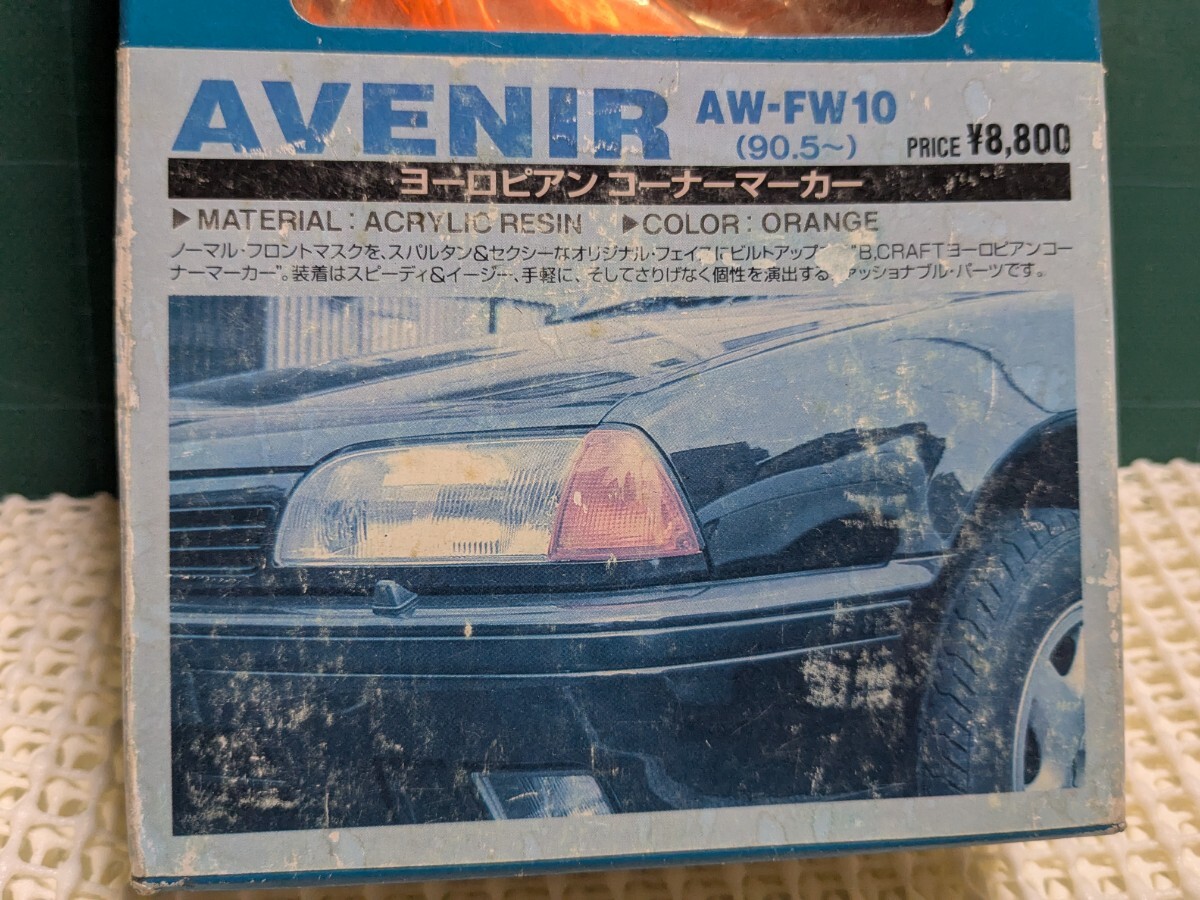 AVENIR
AW-FW10
(90.5~)
PRICE ¥8,800
ヨーロピアン コーナーマーカー
▶MATERIAL : ACRYLIC RESIN ▶COLOR : ORANGE
ノーマル・フロントマスクを、スパルタン&セクシーなオリジナル・フェイ にビルトアップ "B.CRAFTヨーロピアンコー
ナーマーカー"。装着はスピーディ&イージー、手軽に、そしてさりげなく個性を演出する ァッショナブル・パーツです。